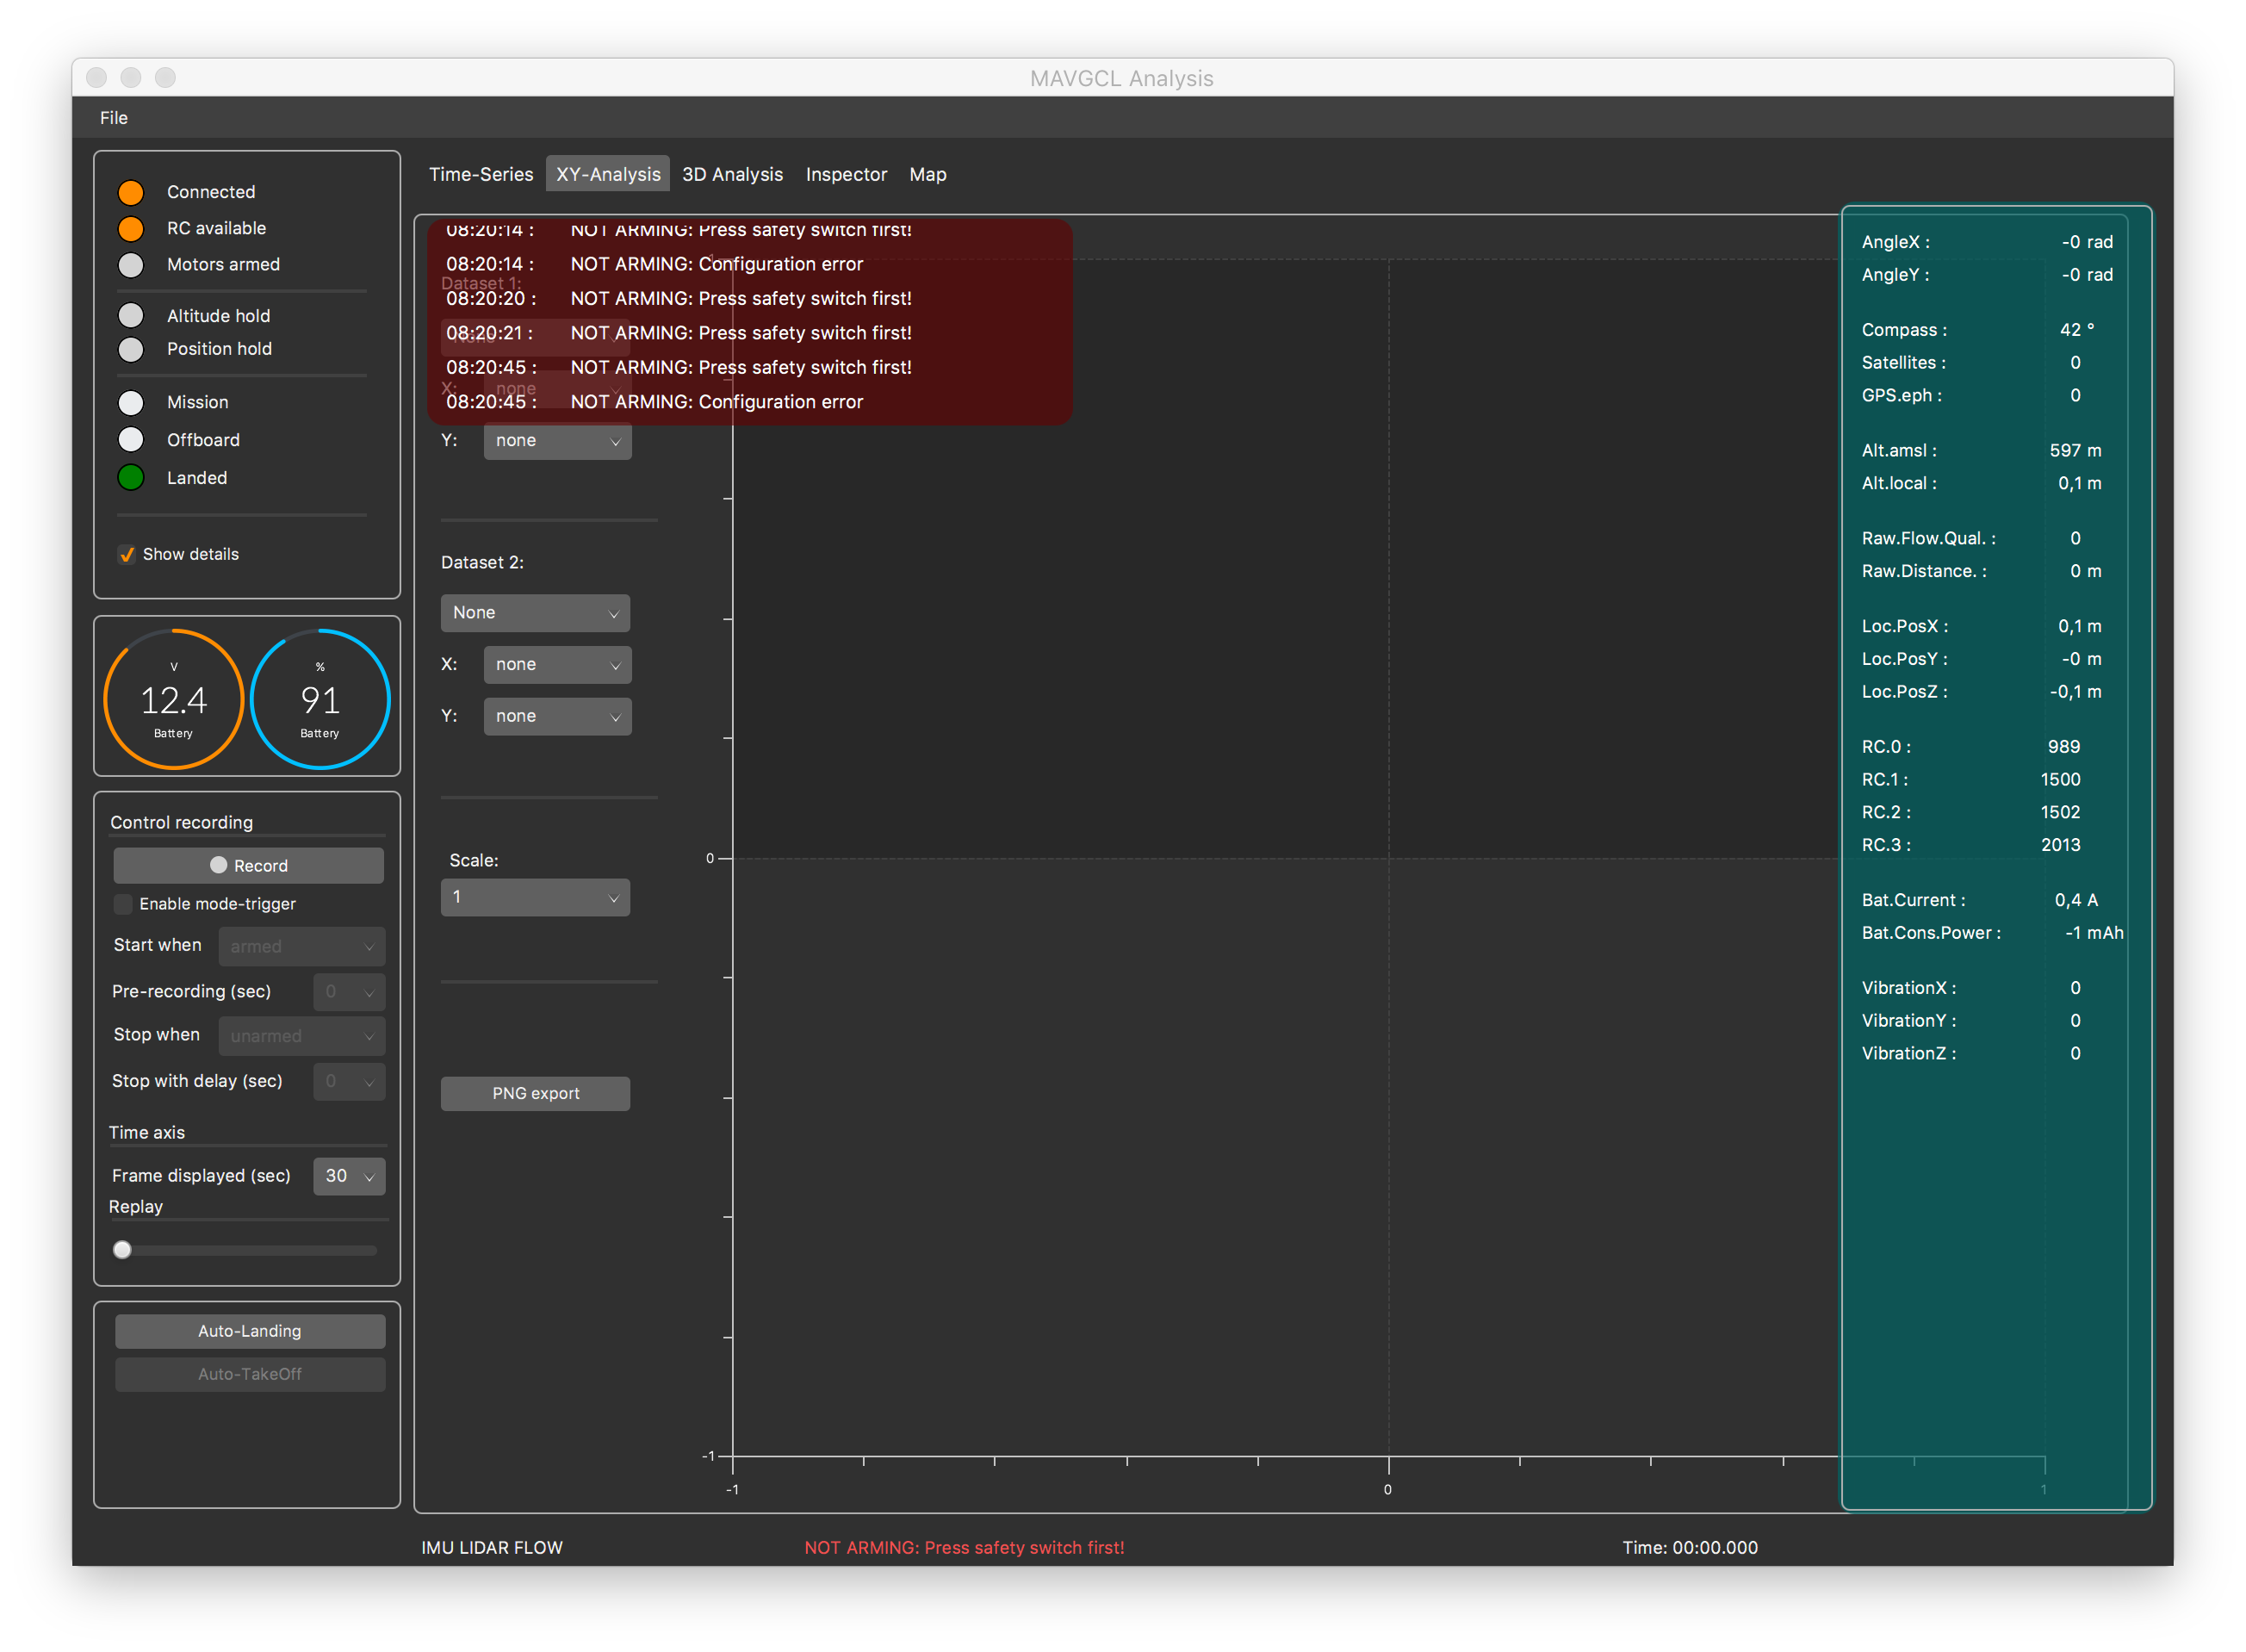 MAVGCL Analysis
File
Connected
RC available
Motors armed
Altitude hold
Position hold
Mission
Offboard
Landed
Show details
V
12.4
Battery
%
91
Battery
Control recording
Record
Enable mode-trigger
Start when armed
Pre-recording (sec) 0
Stop when unarmed
Stop with delay (sec) 0
Time axis
Frame displayed (sec) 30
Replay
Auto-Landing
Auto-TakeOff
Time-Series XY-Analysis 3D Analysis Inspector Map
08:20:14 : NOT ARMING: Press safety switch first!
08:20:14 : NOT ARMING: Configuration error
Dataset 1:
08:20:20 : NOT ARMING: Press safety switch first!
08:20:21 : NOT ARMING: Press safety switch first!
None
08:20:45 : NOT ARMING: Press safety switch first!
X: none
08:20:45 : NOT ARMING: Configuration error
Y: none
Dataset 2:
None
X: none
Y: none
Scale:
1
PNG export
1
0
-1
-1 0 1
AngleX : -0 rad
AngleY : -0 rad
Compass : 42 °
Satellites : 0
GPS.eph : 0
Alt.amsl : 597 m
Alt.local : 0,1 m
Raw.Flow.Qual. : 0
Raw.Distance. : 0 m
Loc.PosX : 0,1 m
Loc.PosY : -0 m
Loc.PosZ : -0,1 m
RC.0 : 989
RC.1 : 1500
RC.2 : 1502
RC.3 : 2013
Bat.Current : 0,4 A
Bat.Cons.Power : -1 mAh
VibrationX : 0
VibrationY : 0
VibrationZ : 0
IMU LIDAR FLOW NOT ARMING: Press safety switch first! Time: 00:00.000